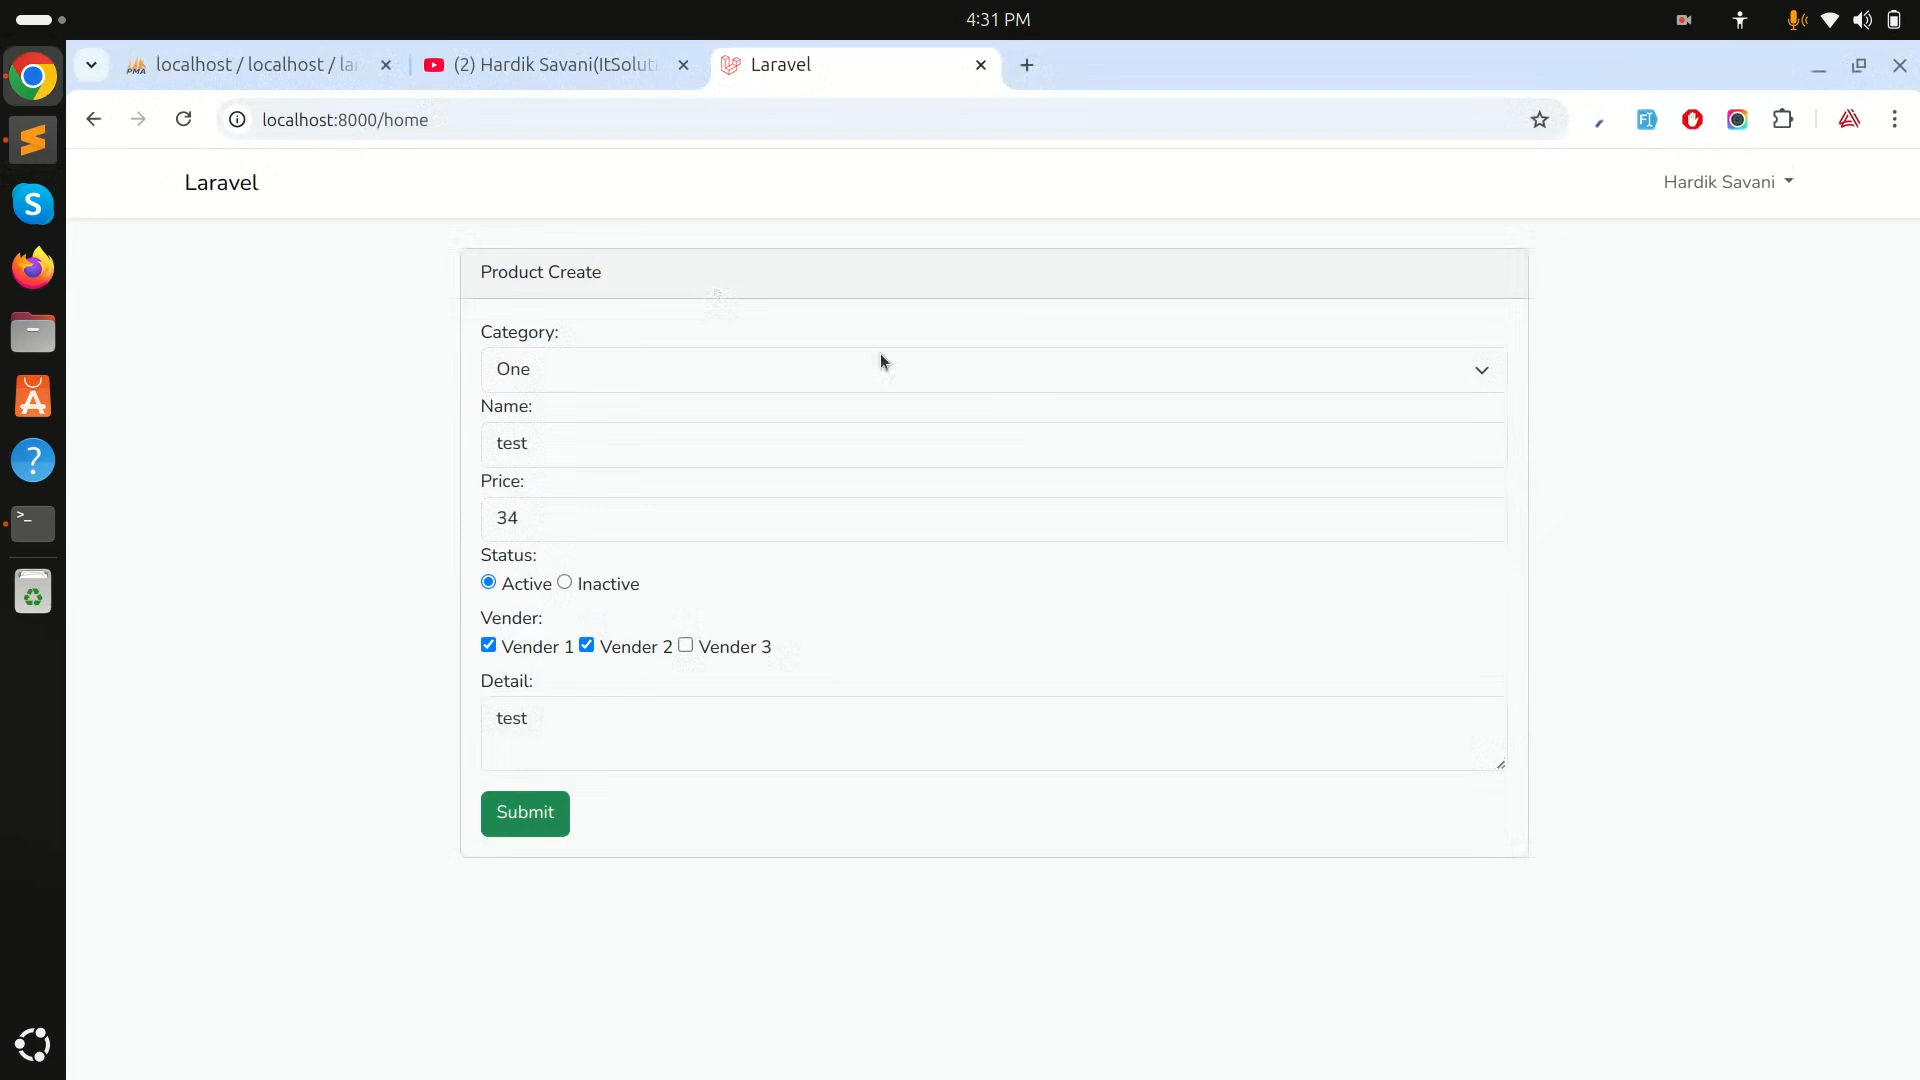 4:31 PM
localhost / localhost / la
(2) Hardik Savani(ItSolut
Laravel
localhost:8000/home
Laravel
Hardik Savani
Product Create
Category:
One
Name:
test
Price:
34
Status:
Active Inactive
Vender:
Vender 1 Vender 2 Vender 3
Detail:
test
Submit